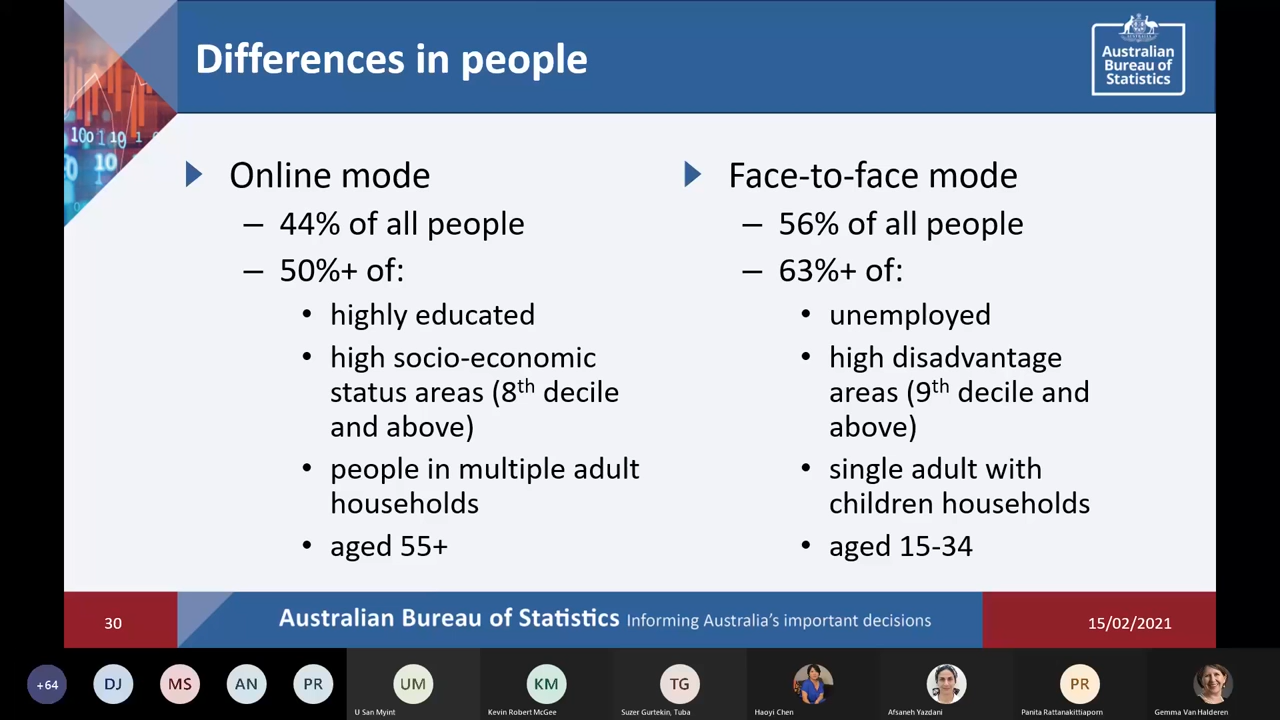 Differences in people
Australian
Bureau of
Statistics
100 1 10 1
10
Online mode
– 44% of all people
– 50%+ of:
• highly educated
• high socio-economic
status areas (8th decile
and above)
• people in multiple adult
households
• aged 55+
Face-to-face mode
– 56% of all people
– 63%+ of:
• unemployed
• high disadvantage
areas (9th decile and
above)
• single adult with
children households
• aged 15-34
30
Australian Bureau of Statistics Informing Australia's important decisions
15/02/2021
+64
DJ
MS
AN
PR
UM
KM
TG
PR
U San Myint
Kevin Robert McGee
Suzer Gurtekin, Tuba
Haoyi Chen
Afsaneh Yazdani
Panita Rattanakittiaporn
Gemma Van Halderen